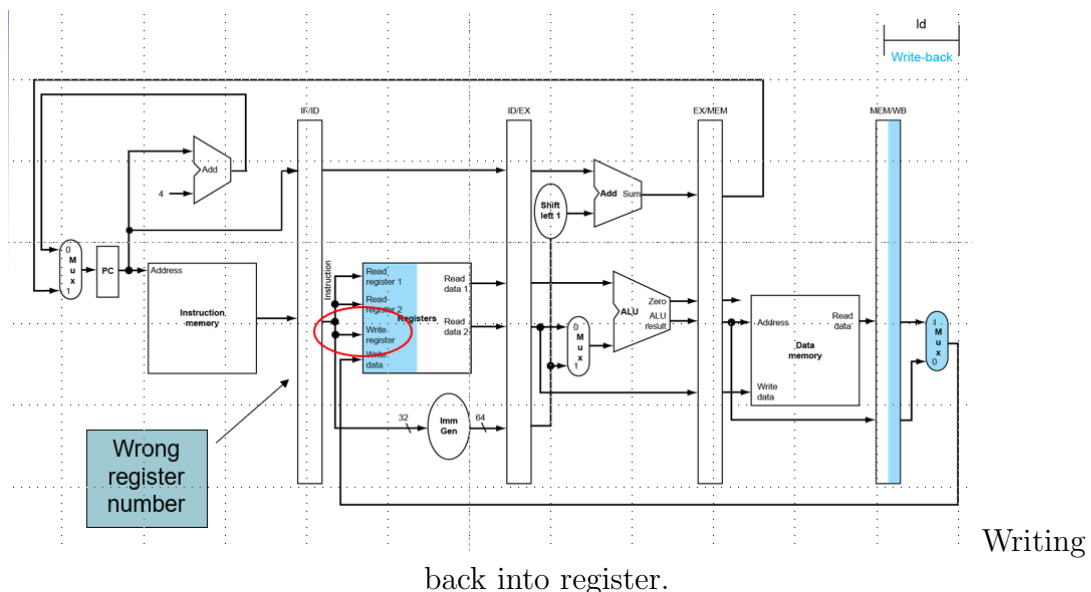 ld
Write-back
IF/ID
ID/EX
EX/MEM
MEM/WB
Add
4
Shift
left 1
Add Sum
0
M
u
x
1
PC
Address
Instruction
memory
Instruction
Read
register 1
Read
register 2
Write
register
Write
data
Registers
Read
data 1
Read
data 2
0
M
u
x
1
Zero
ALU
ALU
result
Address
Read
data
Data
memory
Write
data
1
M
u
x
0
32
Imm
Gen
64
Wrong
register
number
Writing
back into register.